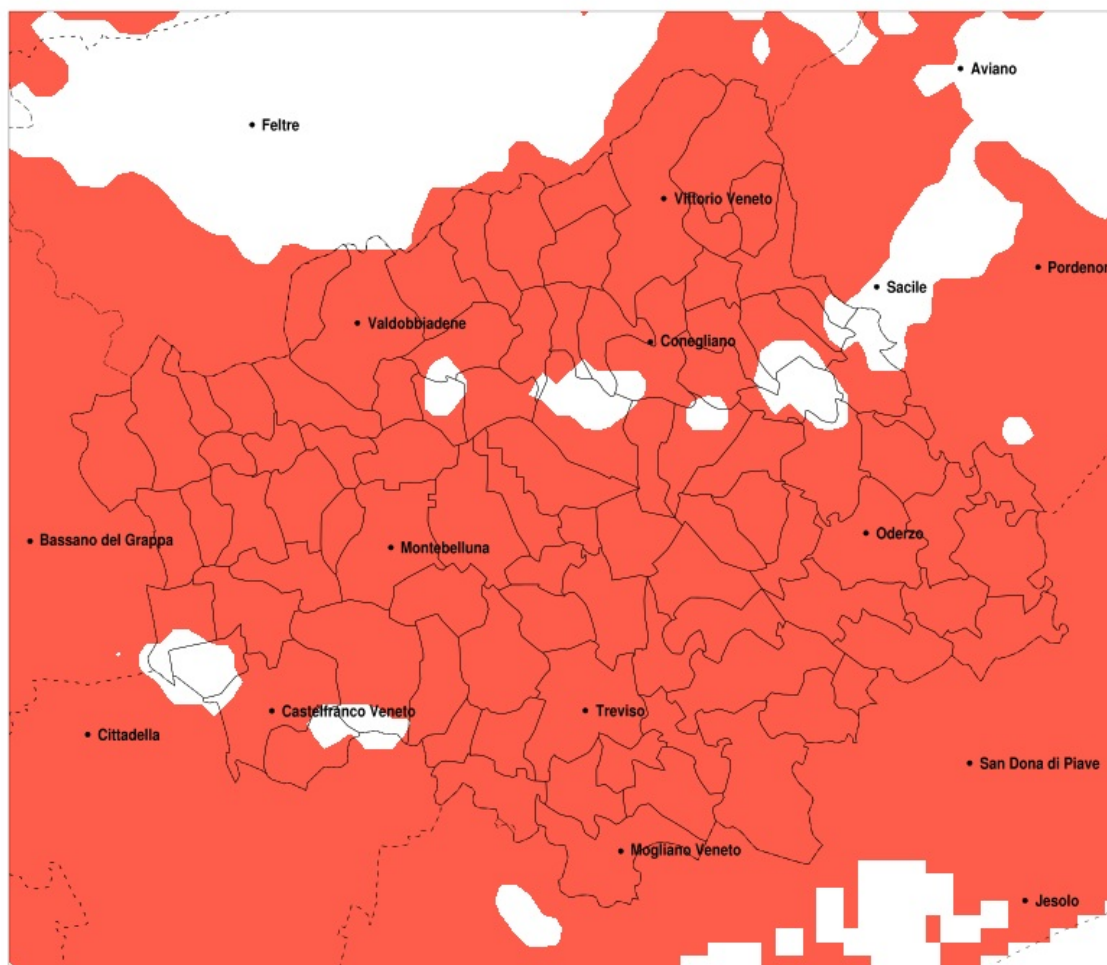 Aviano
Feltre
Vittorio Veneto
Pordenon
Sacile
Valdobbiadene
Conegliano
Oderzo
Bassano del Grappa
Montebelluna
Castelfranco Veneto
Treviso
Cittadella
San Dona di Piave
Mogliano Veneto
Jesolo